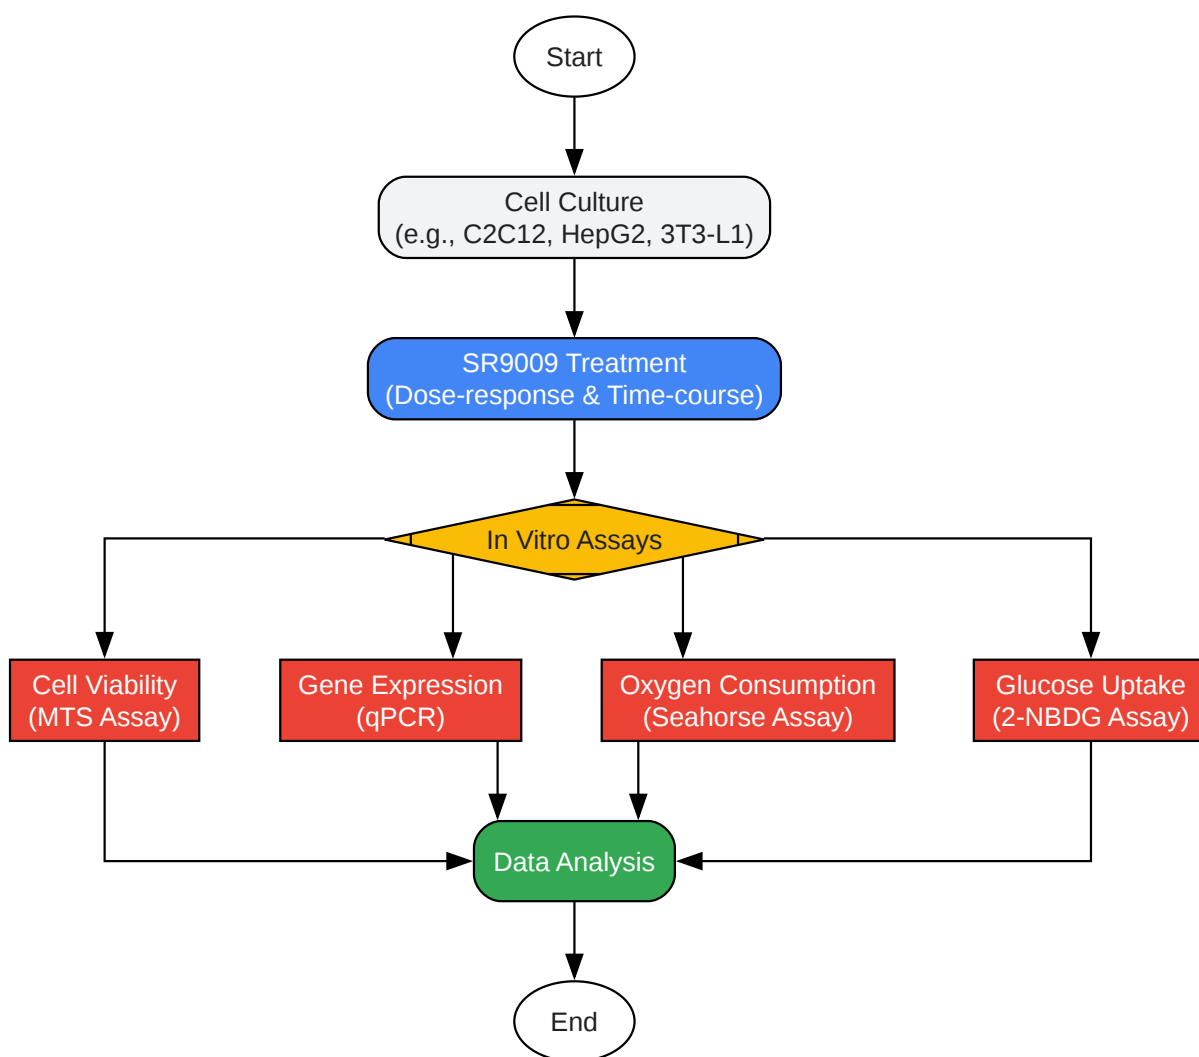 Start
Cell Culture
(e.g., C2C12, HepG2, 3T3-L1)
SR9009 Treatment
(Dose-response & Time-course)
In Vitro Assays
Cell Viability
(MTS Assay)
Gene Expression
(qPCR)
Oxygen Consumption
(Seahorse Assay)
Glucose Uptake
(2-NBDG Assay)
Data Analysis
End